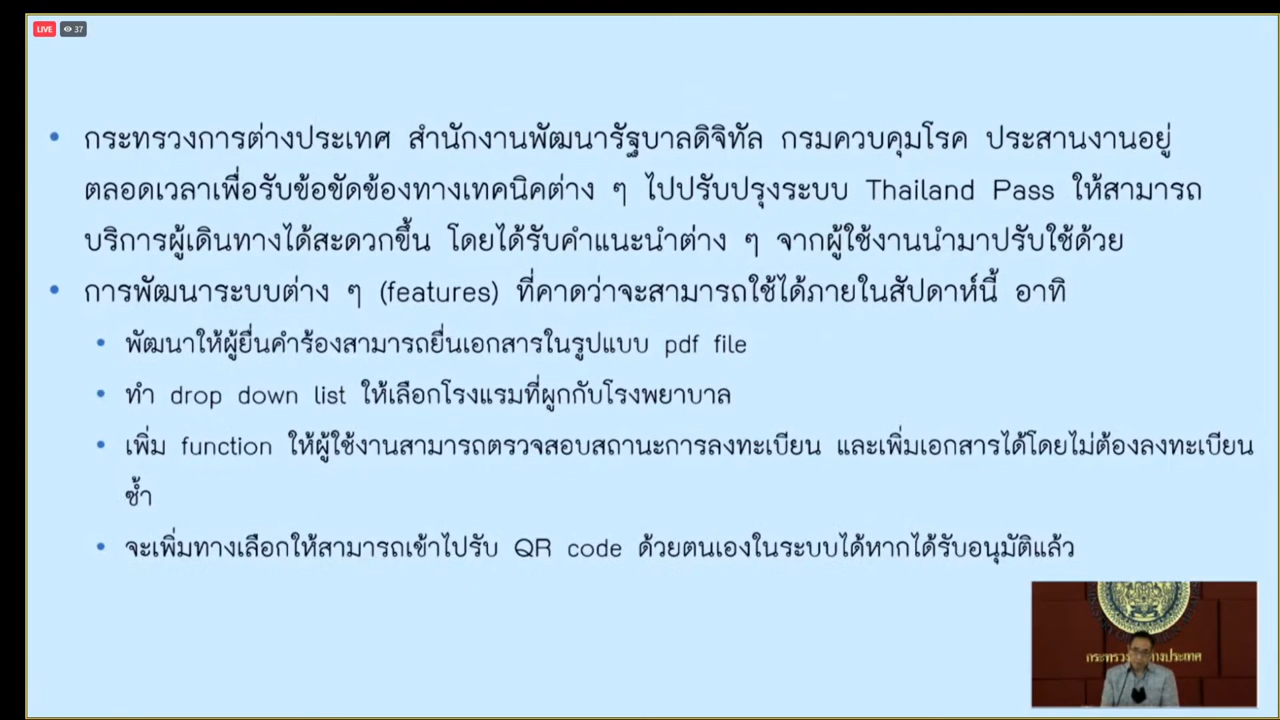 LIVE 37
• กระทรวงการต่างประเทศ สำนักงานพัฒนารัฐบาลดิจิทัล กรมควบคุมโรค ประสานงานอยู่
ตลอดเวลาเพื่อรับข้อขัดข้องทางเทคนิคต่าง ๆ ไปปรับปรุงระบบ Thailand Pass ให้สามารถ
บริการผู้เดินทางได้สะดวกขึ้น โดยได้รับคำแนะนำต่าง ๆ จากผู้ใช้งานนำมาปรับใช้ด้วย
• การพัฒนาระบบต่าง ๆ (features) ที่คาดว่าจะสามารถใช้ได้ภายในสัปดาห์นี้ อาทิ
• พัฒนาให้ผู้ยื่นคำร้องสามารถยื่นเอกสารในรูปแบบ pdf file
• ทำ drop down list ให้เลือกโรงแรมที่ผูกกับโรงพยาบาล
• เพิ่ม function ให้ผู้ใช้งานสามารถตรวจสอบสถานะการลงทะเบียน และเพิ่มเอกสารได้โดยไม่ต้องลงทะเบียน
ซ้ำ
• จะเพิ่มทางเลือกให้สามารถเข้าไปรับ QR code ด้วยตนเองในระบบได้หากได้รับอนุมัติแล้ว